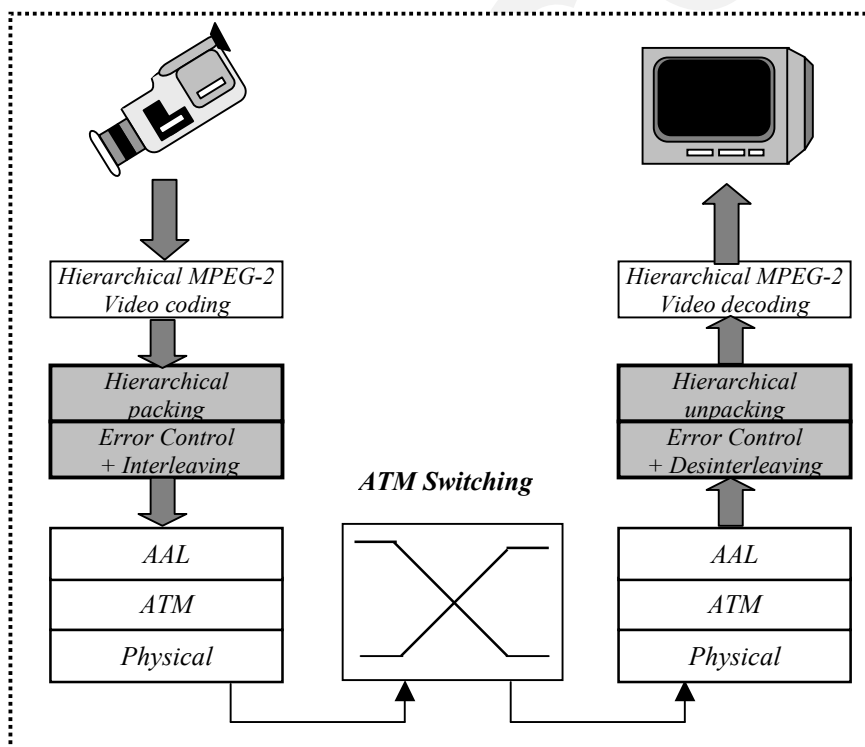 Hierarchical MPEG-2
Video coding
Hierarchical
packing
Error Control
+ Interleaving
AAL
ATM
Physical
ATM Switching
Hierarchical MPEG-2
Video decoding
Hierarchical
unpacking
Error Control
+ Desinterleaving
AAL
ATM
Physical